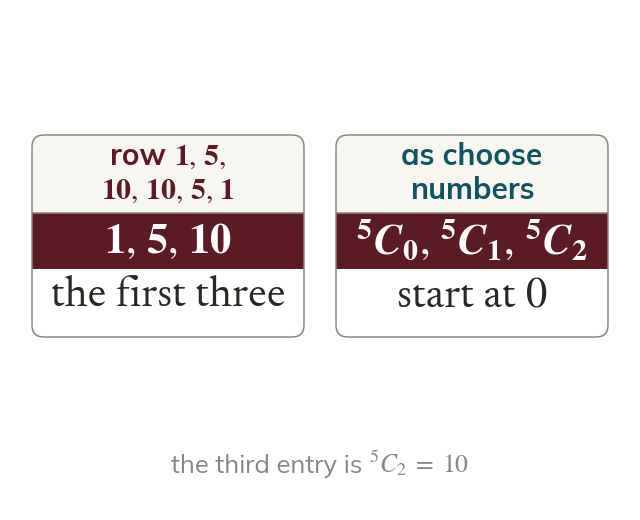 row 1, 5,
10, 10, 5, 1
1, 5, 10
the first three
as choose
numbers
⁵C₀, ⁵C₁, ⁵C₂
start at 0
the third entry is ⁵C₂ = 10